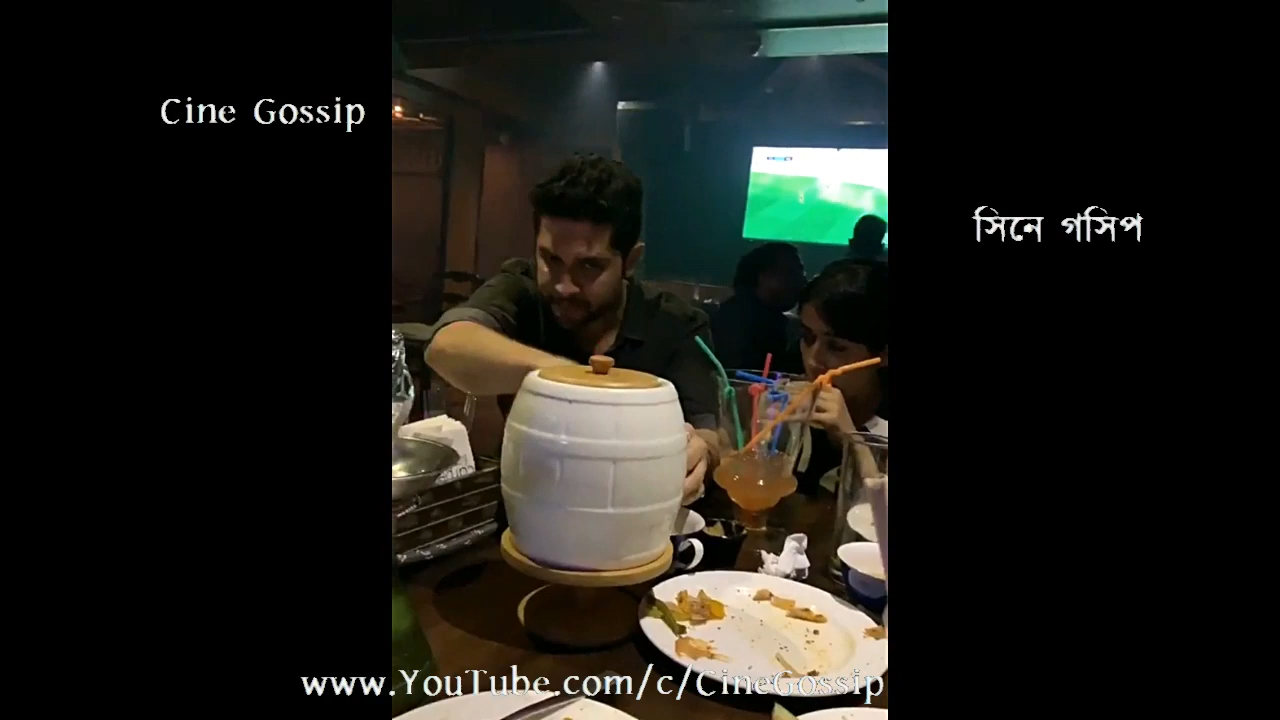 Cine Gossip
সিনে গসিপ
www.YouTube.com/c/CineGossip